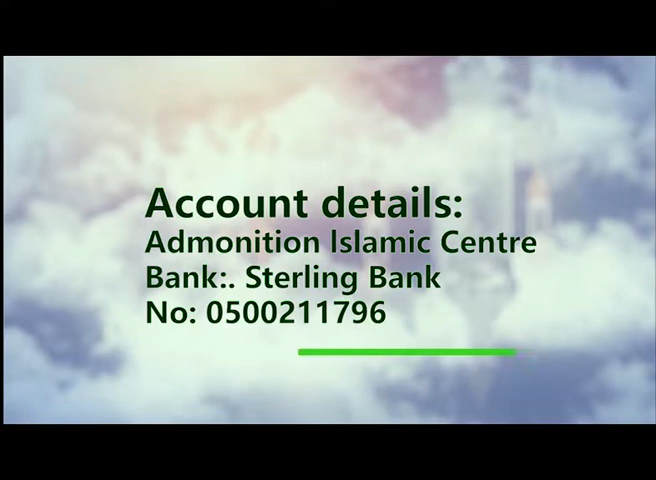 Account details:
Admonition Islamic Centre
Bank:. Sterling Bank
No: 0500211796